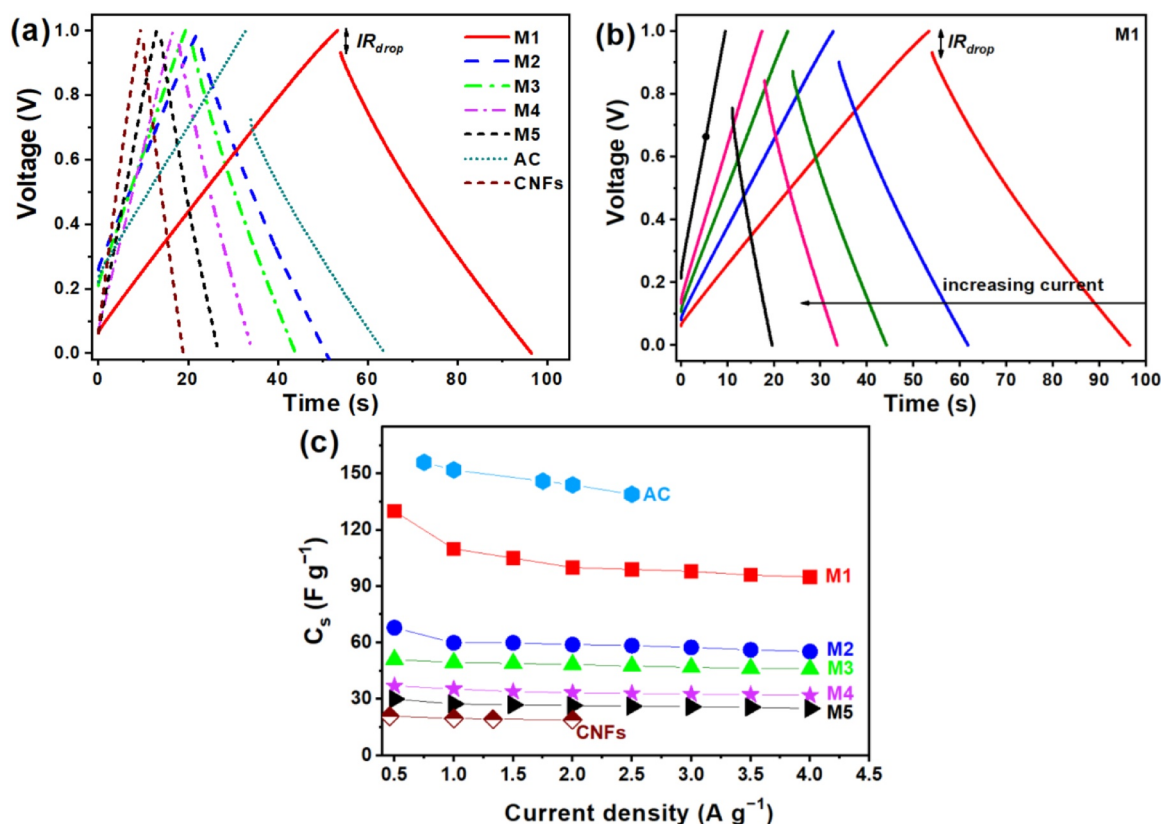 (a)
1.0
0.8
0.6
0.4
0.2
0.0
Voltage (V)
0
20
40
60
80
100
Time (s)
IRdrop
M1
M2
M3
M4
M5
AC
CNFs
(b)
M1
1.0
0.8
0.6
0.4
0.2
0.0
Voltage (V)
IRdrop
increasing current
0 10 20 30 40 50 60 70 80 90 100
Time (s)
(c)
150
120
90
60
30
0
Cs (F g−1)
AC
M1
M2
M3
M4
M5
CNFs
0.5 1.0 1.5 2.0 2.5 3.0 3.5 4.0 4.5
Current density (A g−1)